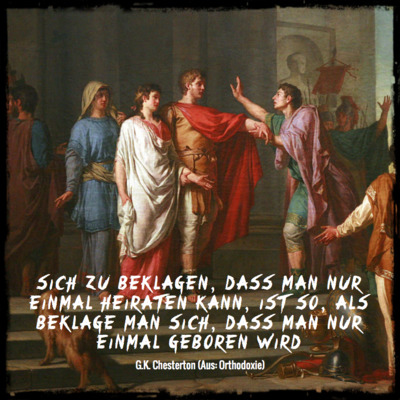 SICH ZU BEKLAGEN, DASS MAN NUR
EINMAL HEIRATEN KANN, IST SO, ALS
BEKLAGE MAN SICH, DASS MAN NUR
EINMAL GEBOREN WIRD
G.K. Chesterton (Aus: Orthodoxie)